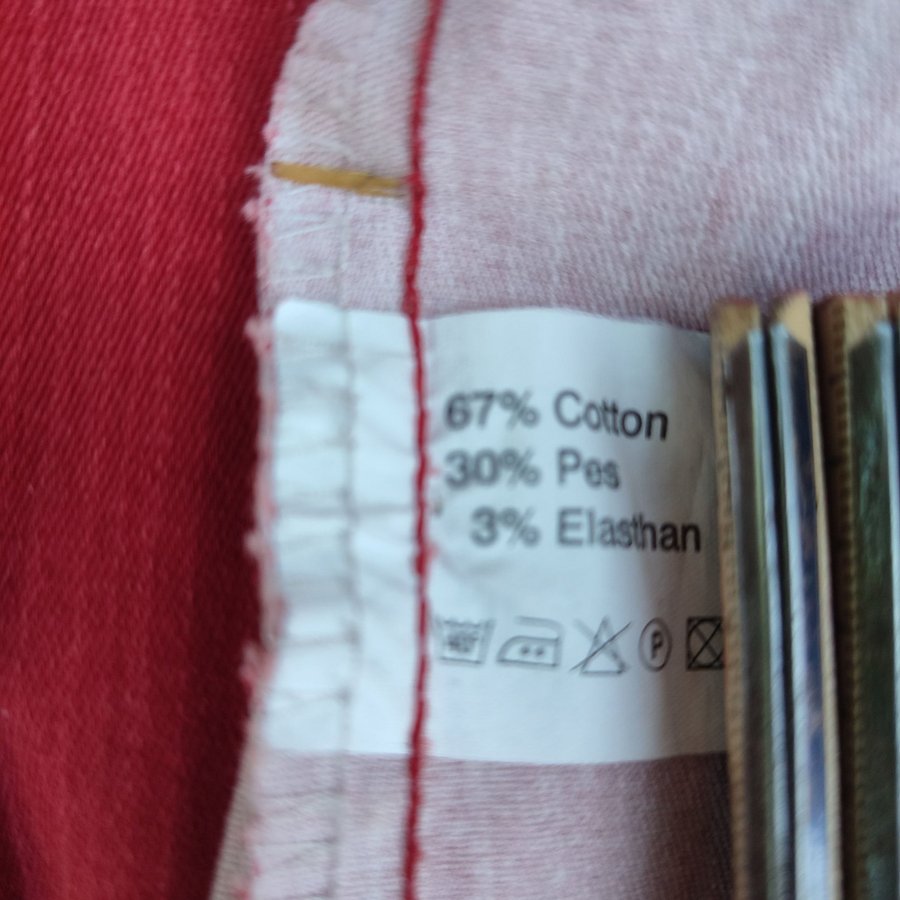 67% Cotton
30% Pes
3% Elasthan
P